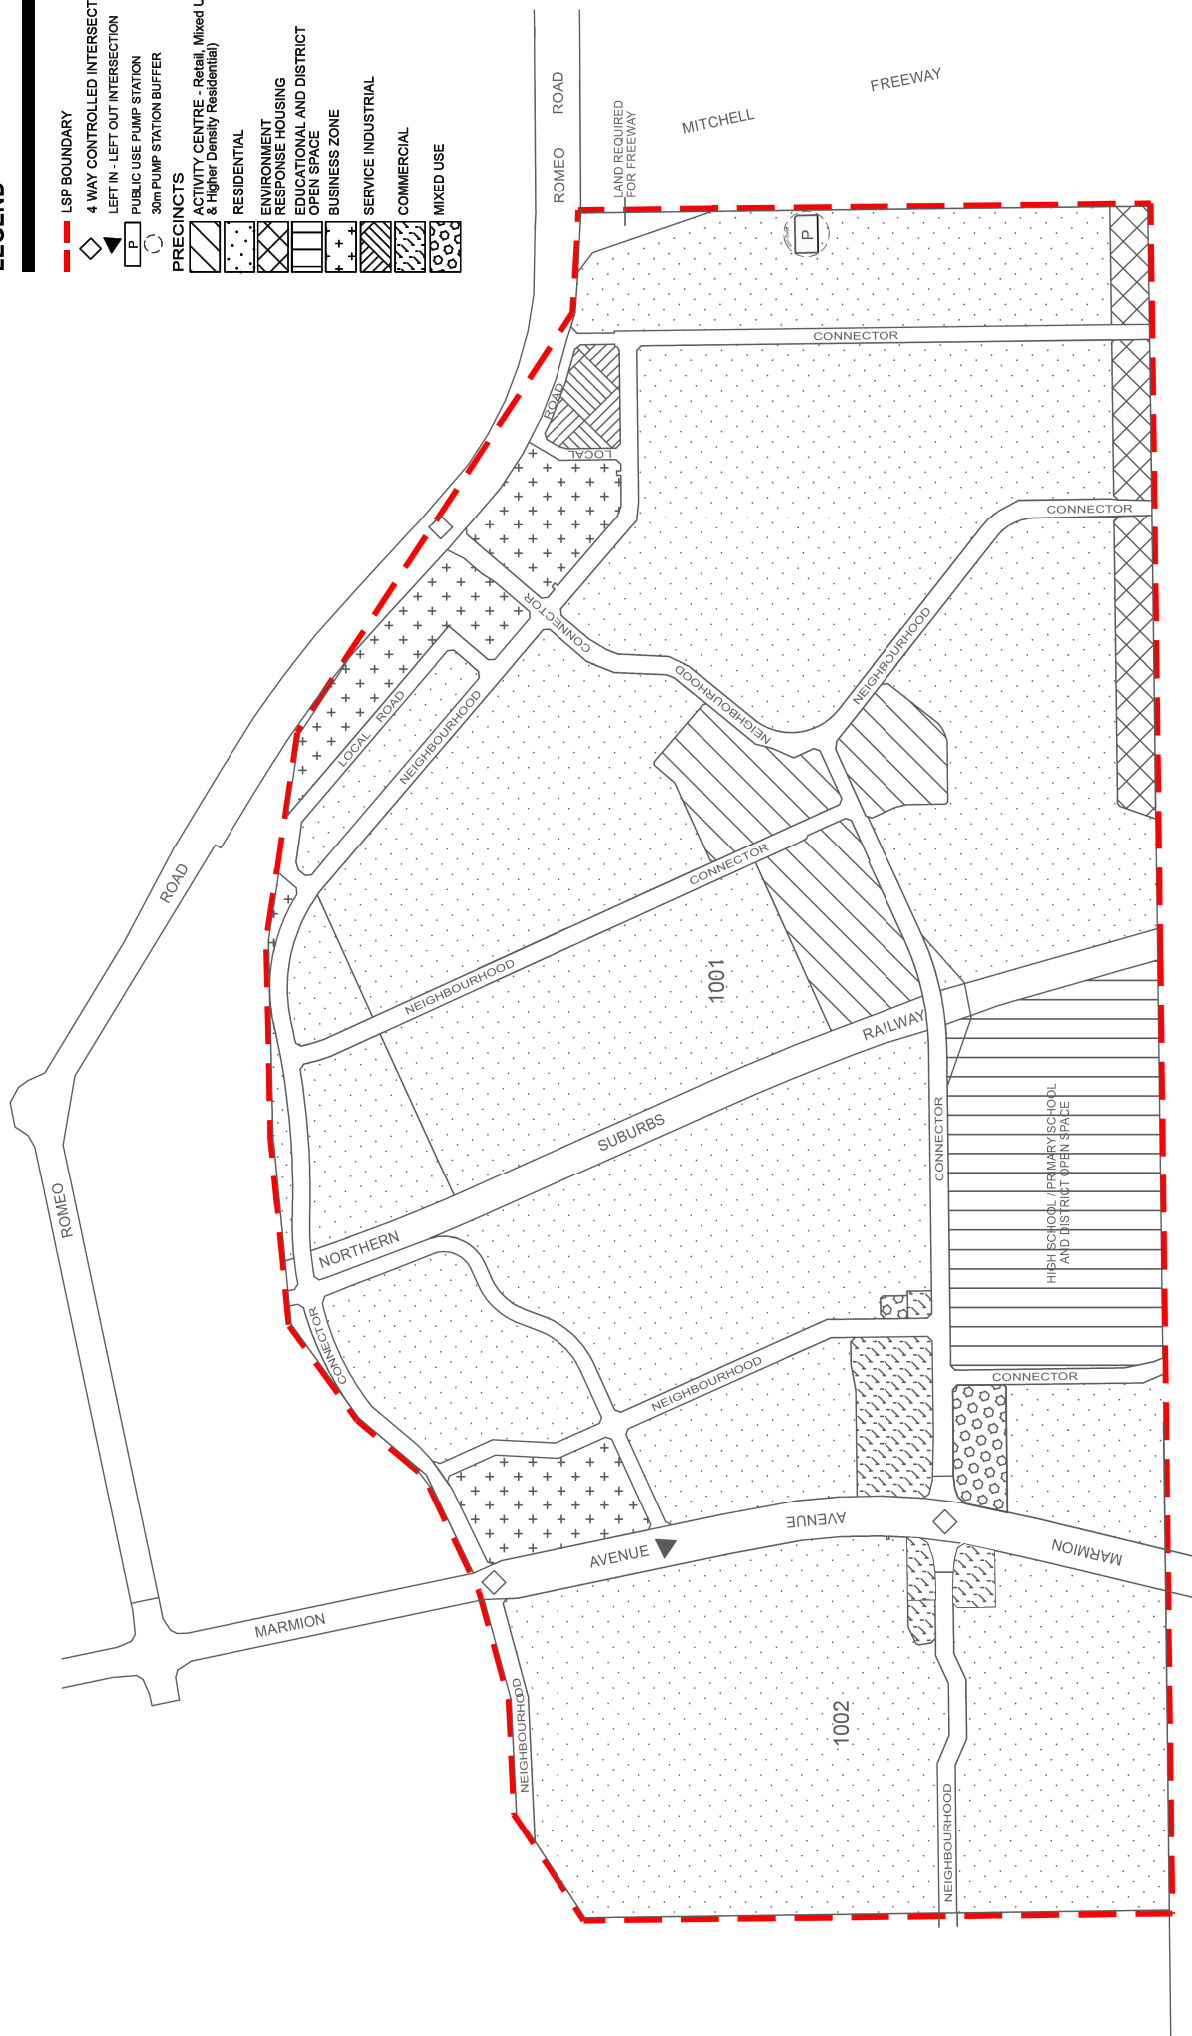 LEGEND
LSP BOUNDARY
4 WAY CONTROLLED INTERSECT
LEFT IN - LEFT OUT INTERSECTION
P
PUBLIC USE PUMP STATION
30m PUMP STATION BUFFER
PRECINCTS
ACTIVITY CENTRE - Retail, Mixed U
& Higher Density Residential)
RESIDENTIAL
ENVIRONMENT
RESPONSE HOUSING
EDUCATIONAL AND DISTRICT
OPEN SPACE
BUSINESS ZONE
SERVICE INDUSTRIAL
COMMERCIAL
MIXED USE
ROMEO ROAD
LAND REQUIRED
FOR FREEWAY
MITCHELL FREEWAY
P
CONNECTOR
LOCAL ROAD
CONNECTOR
NEIGHBOURHOOD
CONNECTOR
NEIGHBOURHOOD
LOCAL ROAD
NEIGHBOURHOOD
NEIGHBOURHOOD CONNECTOR
ROMEO ROAD
1001
NORTHERN SUBURBS RAILWAY
CONNECTOR
HIGH SCHOOL / PRIMARY SCHOOL
AND DISTRICT OPEN SPACE
CONNECTOR
NEIGHBOURHOOD
CONNECTOR
MARMION AVENUE
AVENUE
MARMION
NEIGHBOURHOOD
1002
NEIGHBOURHOOD